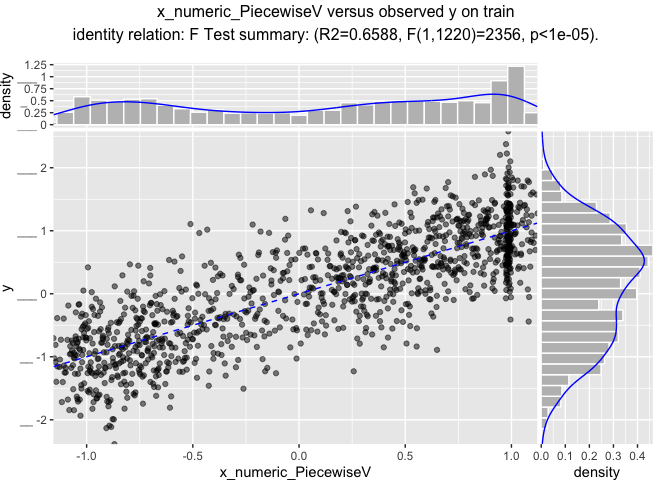 x_numeric_PiecewiseV versus observed y on train
identity relation: F Test summary: (R2=0.6588, F(1,1220)=2356, p<1e-05).
density
1.25
1
0.75
0.5
0.25
0
y
2
1
0
-1
-2
-1.0 -0.5 0.0 0.5 1.0
x_numeric_PiecewiseV
0.0 0.1 0.2 0.3 0.4
density